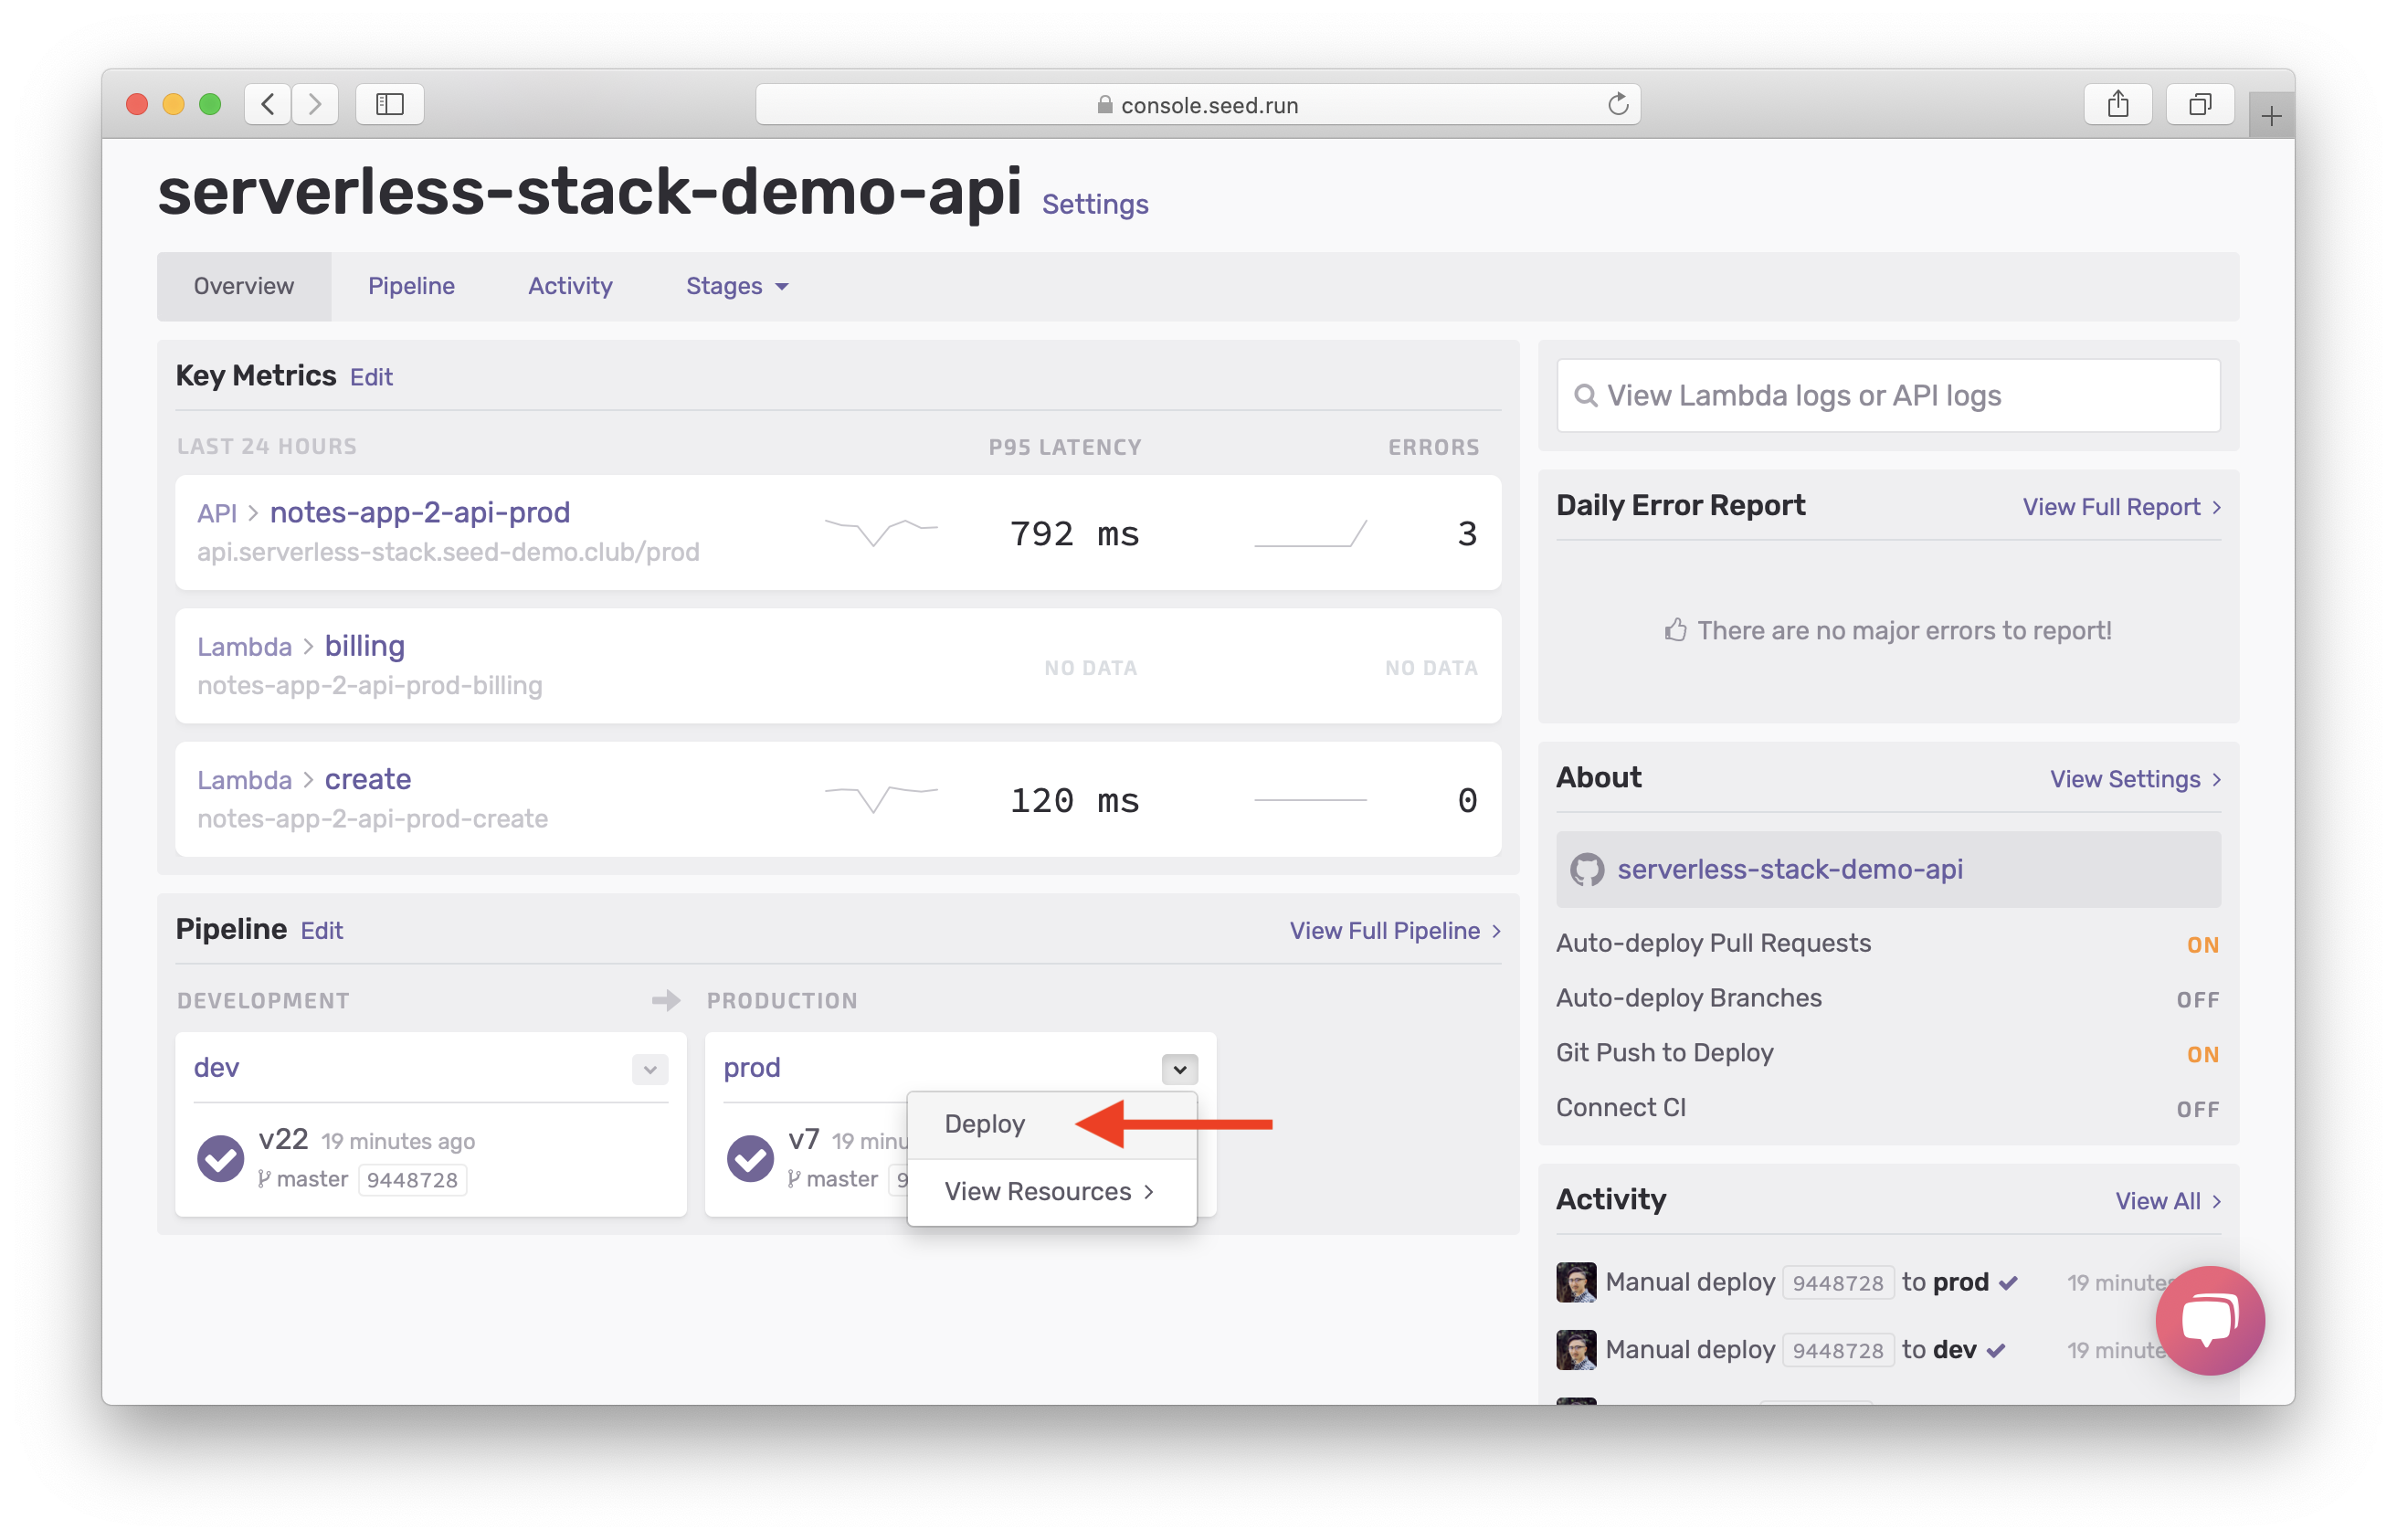 console.seed.run
serverless-stack-demo-api Settings
Overview Pipeline Activity Stages
Key Metrics Edit
LAST 24 HOURS P95 LATENCY ERRORS
API > notes-app-2-api-prod
api.serverless-stack.seed-demo.club/prod
792 ms 3
Lambda > billing
notes-app-2-api-prod-billing
NO DATA NO DATA
Lambda > create
notes-app-2-api-prod-create
120 ms 0
Pipeline Edit View Full Pipeline >
DEVELOPMENT PRODUCTION
dev
v22 19 minutes ago
master 9448728
prod
v7 19 minu
master 9
Deploy
View Resources >
View Lambda logs or API logs
Daily Error Report View Full Report >
There are no major errors to report!
About View Settings >
serverless-stack-demo-api
Auto-deploy Pull Requests ON
Auto-deploy Branches OFF
Git Push to Deploy ON
Connect CI OFF
Activity View All >
Manual deploy 9448728 to prod 19 minutes
Manual deploy 9448728 to dev 19 minute